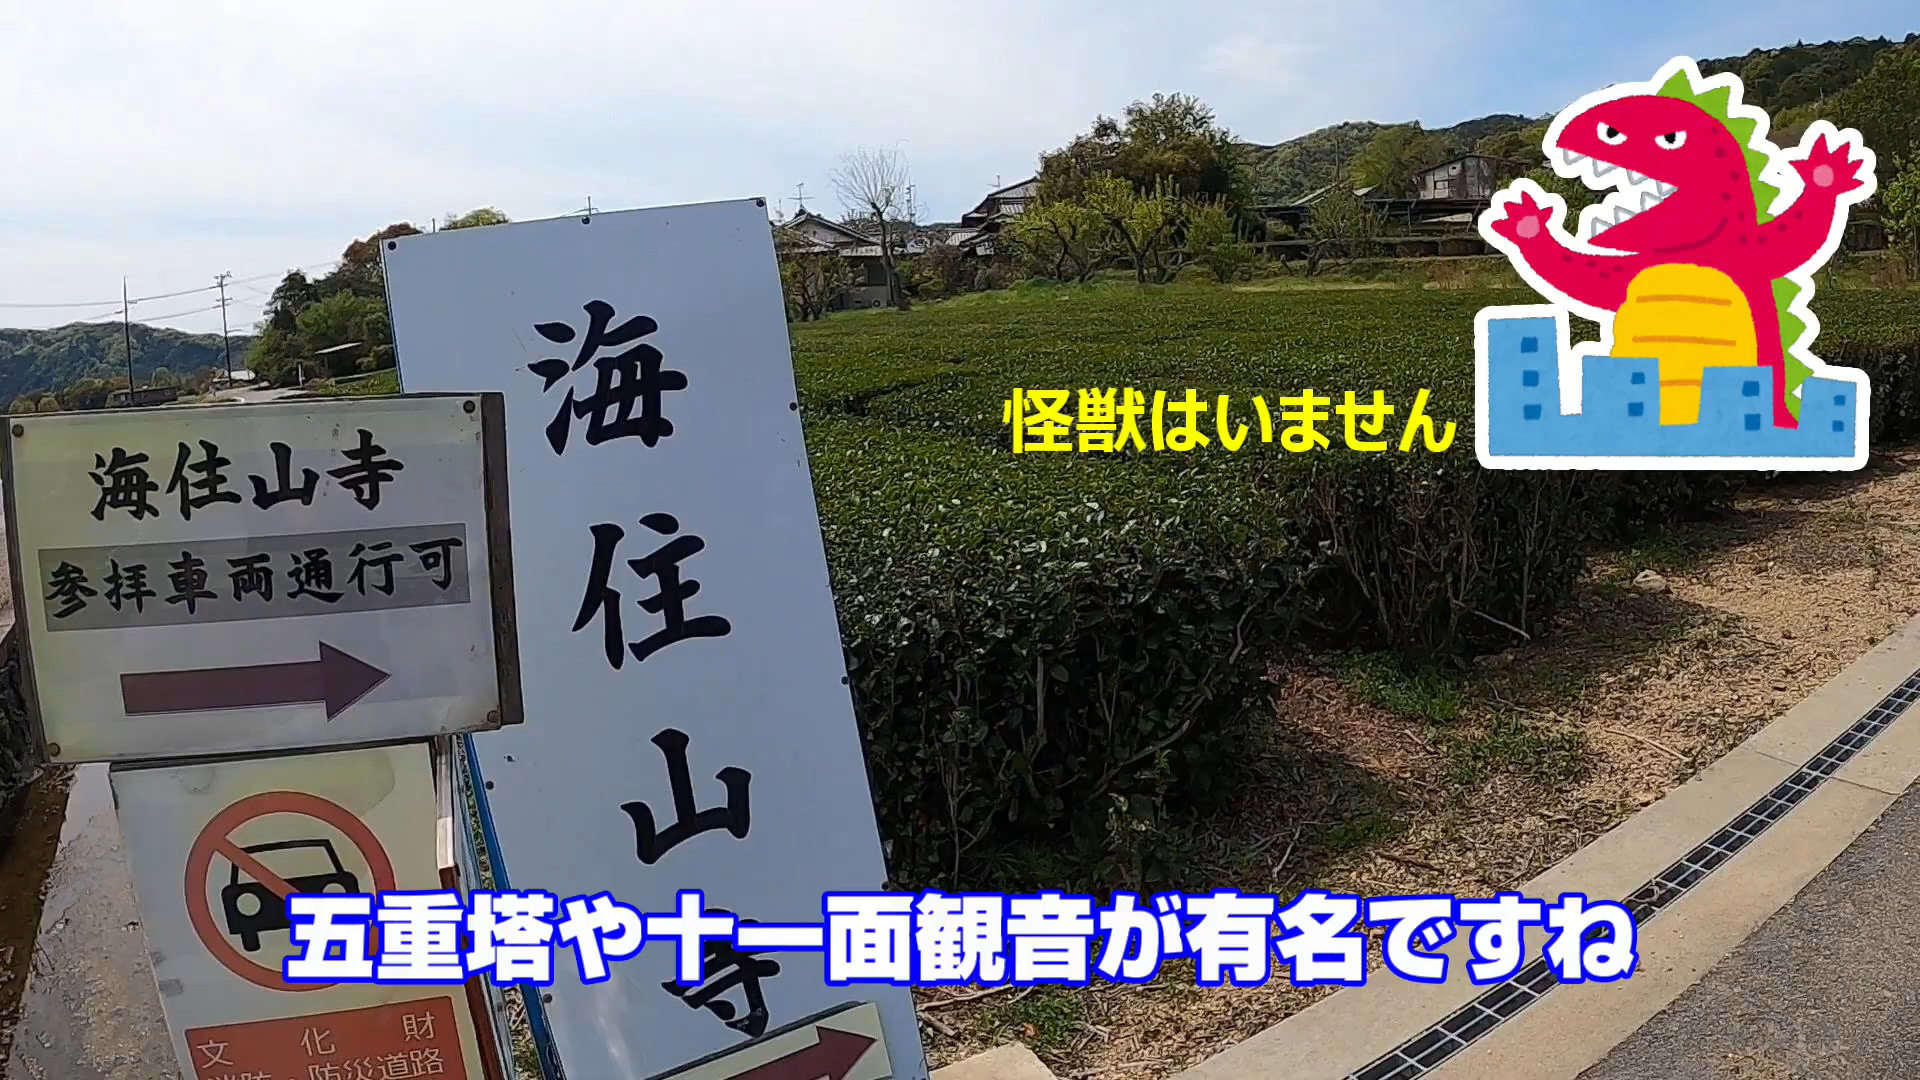 海住山寺
海住山寺
参拝車両通行可
文化財
消防・防災道路
怪獣はいません
五重塔や十一面観音が有名ですね